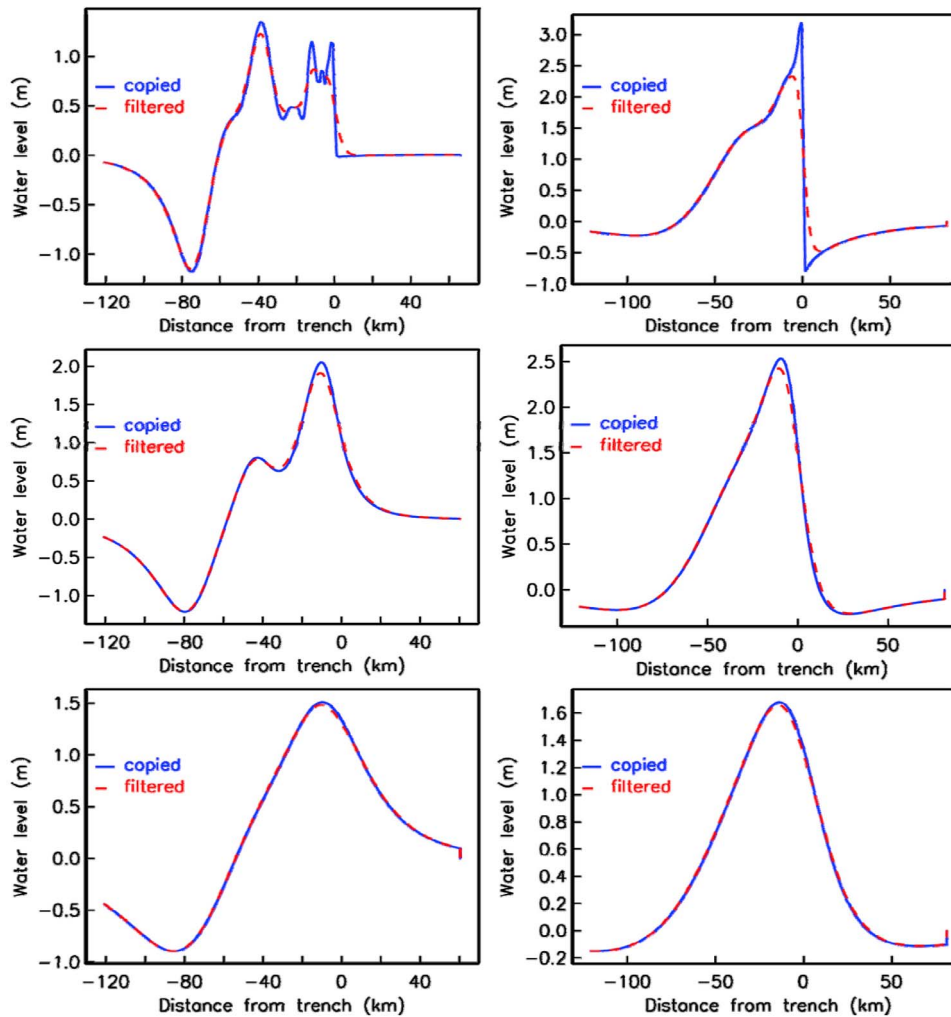 1.0
0.5
0.0
−0.5
−1.0
Water level (m)
copied
filtered
−120 −80 −40 0 40
Distance from trench (km)
3.0
2.5
2.0
1.5
1.0
0.5
0.0
−0.5
−1.0
Water level (m)
copied
filtered
−100 −50 0 50
Distance from trench (km)
2.0
1.5
1.0
0.5
0.0
−0.5
−1.0
Water level (m)
copied
filtered
−120 −80 −40 0 40
Distance from trench (km)
2.5
2.0
1.5
1.0
0.5
0.0
Water level (m)
copied
filtered
−100 −50 0 50
Distance from trench (km)
1.5
1.0
0.5
0.0
−0.5
−1.0
Water level (m)
copied
filtered
−120 −80 −40 0 40
Distance from trench (km)
1.6
1.4
1.2
1.0
0.8
0.6
0.4
0.2
0.0
−0.2
Water level (m)
copied
filtered
−100 −50 0 50
Distance from trench (km)